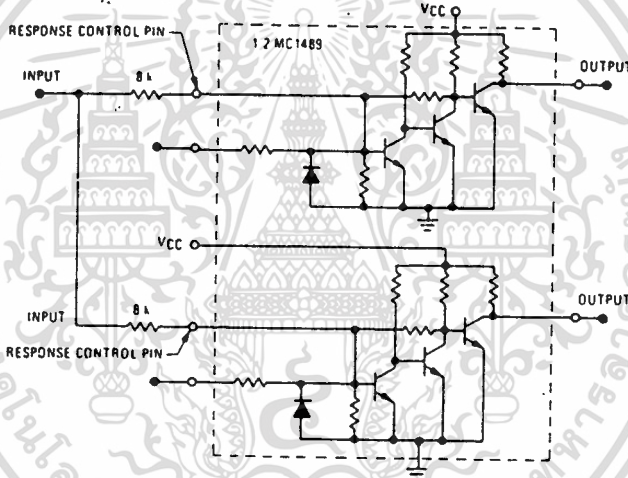 VCC
RESPONSE CONTROL PIN
1 2 MC1489
INPUT
8 k
OUTPUT
VCC
INPUT
8 k
OUTPUT
RESPONSE CONTROL PIN